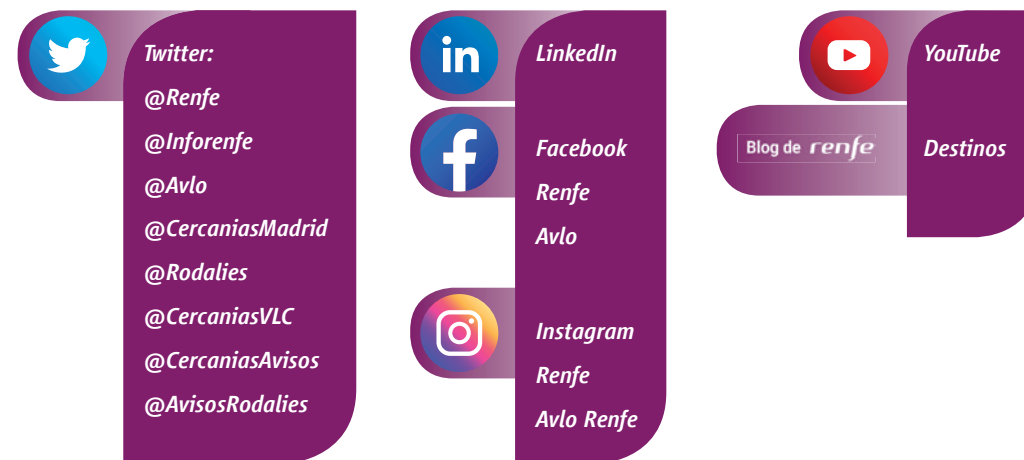 Twitter:
@Renfe
@Inforenfe
@Avlo
@CercaniasMadrid
@Rodalies
@CercaniasVLC
@CercaniasAvisos
@AvisosRodalies
in
LinkedIn
f
Facebook
Renfe
Avlo
Instagram
Renfe
Avlo Renfe
YouTube
Blog de renfe
Destinos